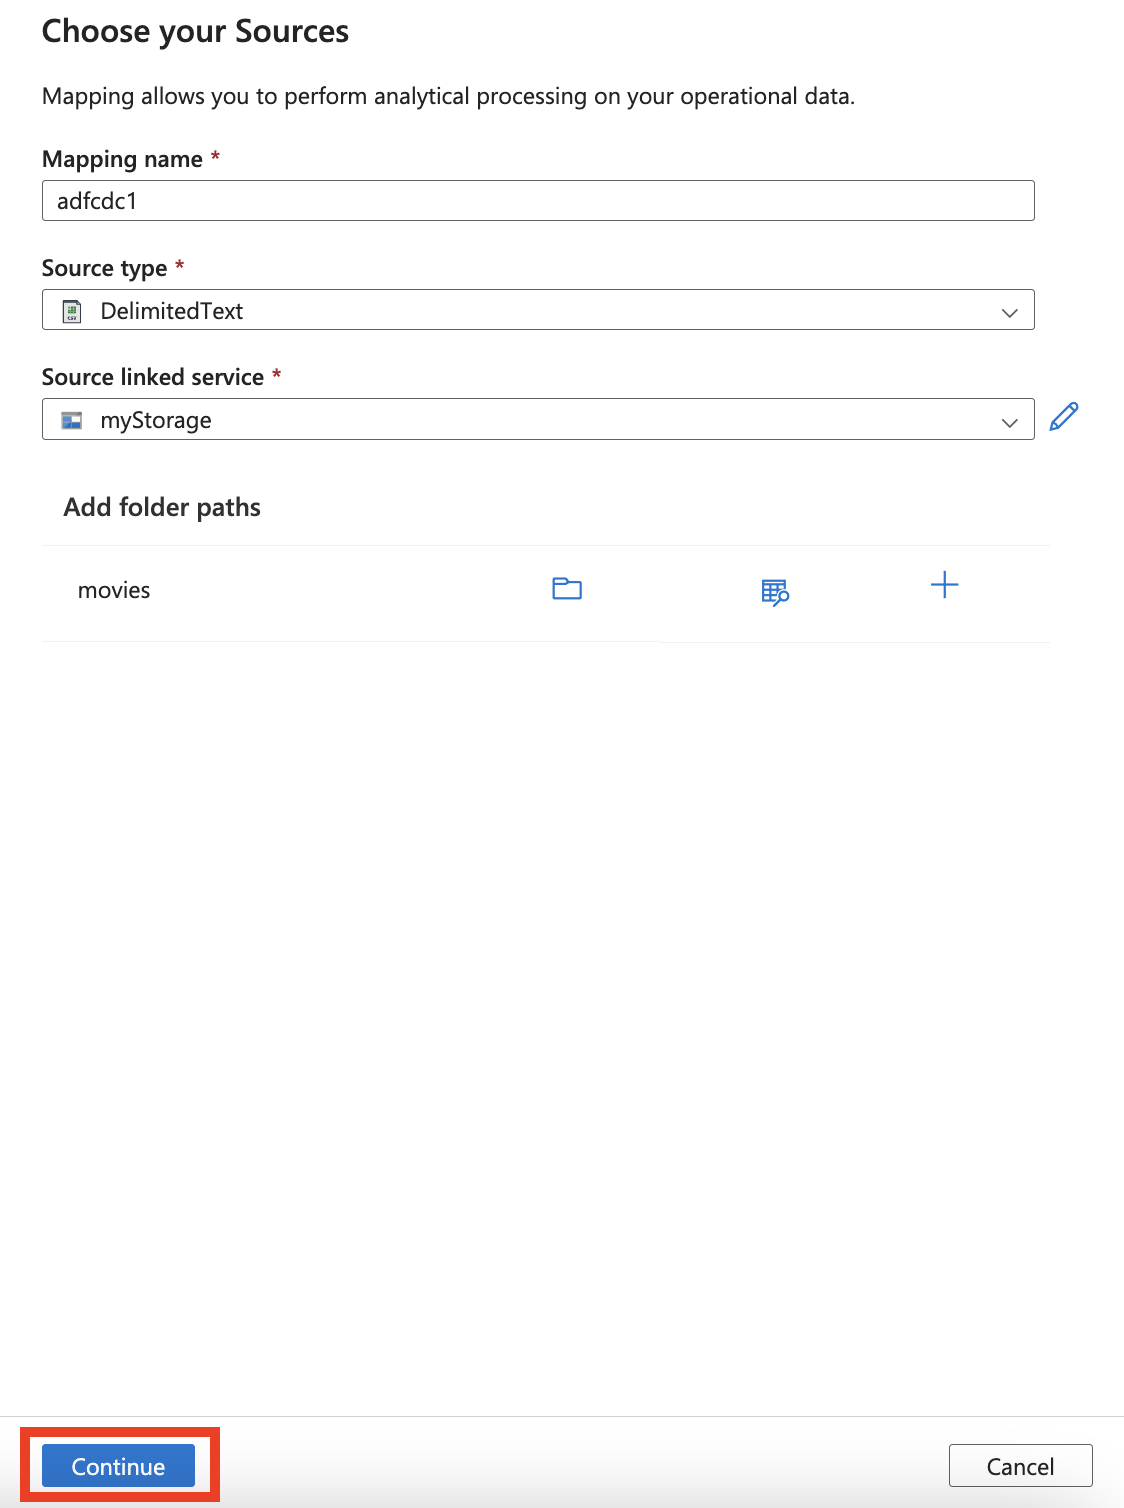 Choose your Sources
Mapping allows you to perform analytical processing on your operational data.
Mapping name *
adfcdc1
Source type *
DelimitedText
Source linked service *
myStorage
Add folder paths
movies
Continue
Cancel